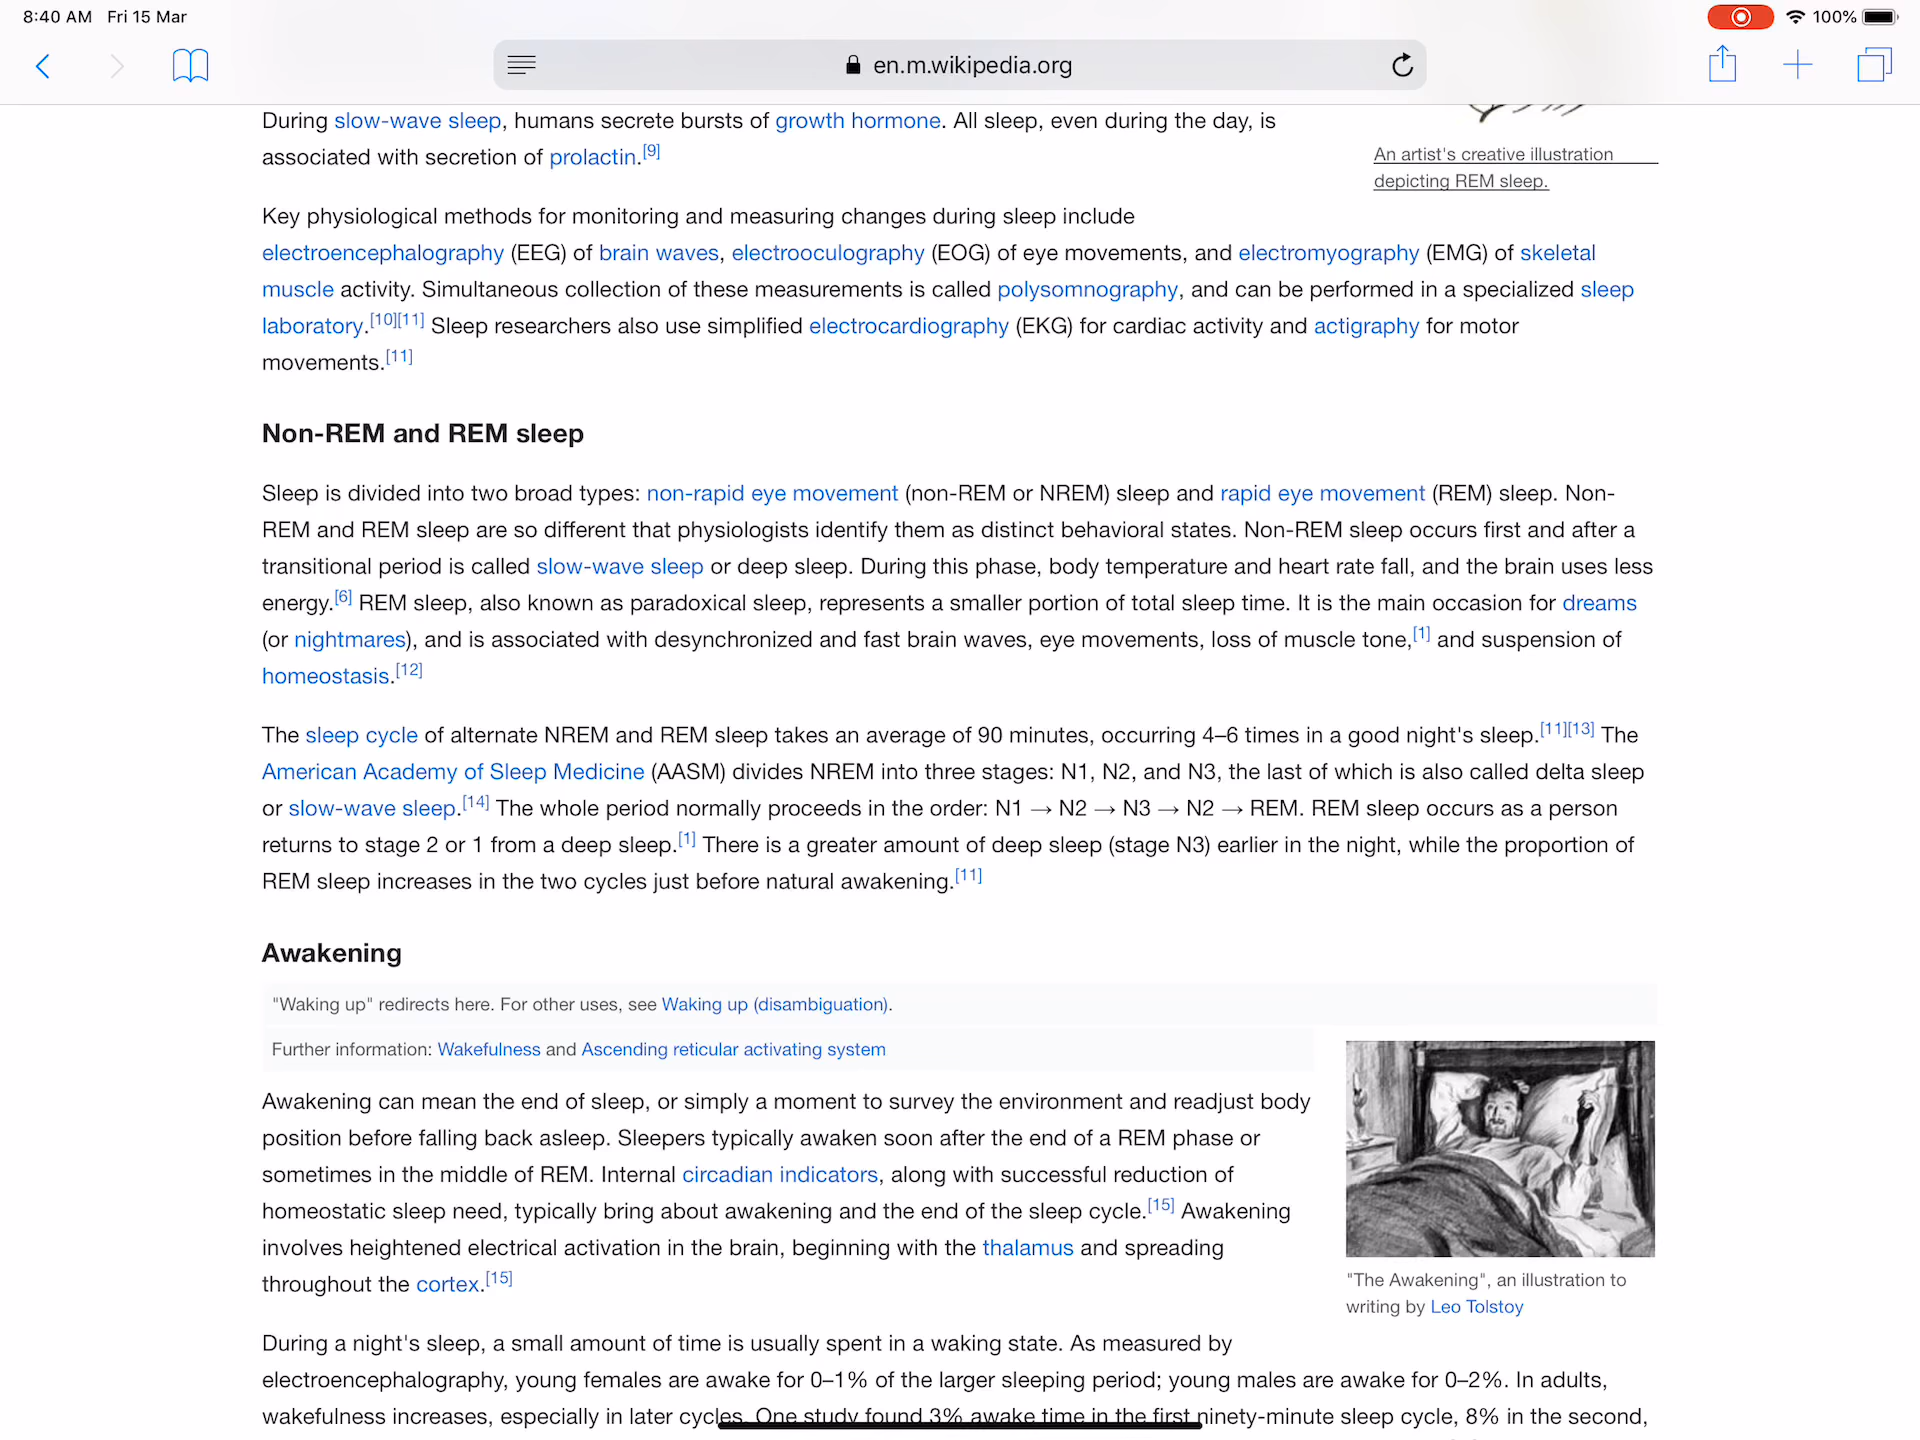 8:40 AM Fri 15 Mar
100%
en.m.wikipedia.org
During slow-wave sleep, humans secrete bursts of growth hormone. All sleep, even during the day, is
associated with secretion of prolactin.[9]
An artist's creative illustration
depicting REM sleep.
Key physiological methods for monitoring and measuring changes during sleep include
electroencephalography (EEG) of brain waves, electrooculography (EOG) of eye movements, and electromyography (EMG) of skeletal
muscle activity. Simultaneous collection of these measurements is called polysomnography, and can be performed in a specialized sleep
laboratory.[10][11] Sleep researchers also use simplified electrocardiography (EKG) for cardiac activity and actigraphy for motor
movements.[11]
Non-REM and REM sleep
Sleep is divided into two broad types: non-rapid eye movement (non-REM or NREM) sleep and rapid eye movement (REM) sleep. Non-
REM and REM sleep are so different that physiologists identify them as distinct behavioral states. Non-REM sleep occurs first and after a
transitional period is called slow-wave sleep or deep sleep. During this phase, body temperature and heart rate fall, and the brain uses less
energy.[6] REM sleep, also known as paradoxical sleep, represents a smaller portion of total sleep time. It is the main occasion for dreams
(or nightmares), and is associated with desynchronized and fast brain waves, eye movements, loss of muscle tone,[1] and suspension of
homeostasis.[12]
The sleep cycle of alternate NREM and REM sleep takes an average of 90 minutes, occurring 4–6 times in a good night's sleep.[11][13] The
American Academy of Sleep Medicine (AASM) divides NREM into three stages: N1, N2, and N3, the last of which is also called delta sleep
or slow-wave sleep.[14] The whole period normally proceeds in the order: N1 → N2 → N3 → N2 → REM. REM sleep occurs as a person
returns to stage 2 or 1 from a deep sleep.[1] There is a greater amount of deep sleep (stage N3) earlier in the night, while the proportion of
REM sleep increases in the two cycles just before natural awakening.[11]
Awakening
"Waking up" redirects here. For other uses, see Waking up (disambiguation).
Further information: Wakefulness and Ascending reticular activating system
Awakening can mean the end of sleep, or simply a moment to survey the environment and readjust body
position before falling back asleep. Sleepers typically awaken soon after the end of a REM phase or
sometimes in the middle of REM. Internal circadian indicators, along with successful reduction of
homeostatic sleep need, typically bring about awakening and the end of the sleep cycle.[15] Awakening
involves heightened electrical activation in the brain, beginning with the thalamus and spreading
throughout the cortex.[15]
"The Awakening", an illustration to
writing by Leo Tolstoy
During a night's sleep, a small amount of time is usually spent in a waking state. As measured by
electroencephalography, young females are awake for 0–1% of the larger sleeping period; young males are awake for 0–2%. In adults,
wakefulness increases, especially in later cycles. One study found 3% awake time in the first ninety-minute sleep cycle, 8% in the second,